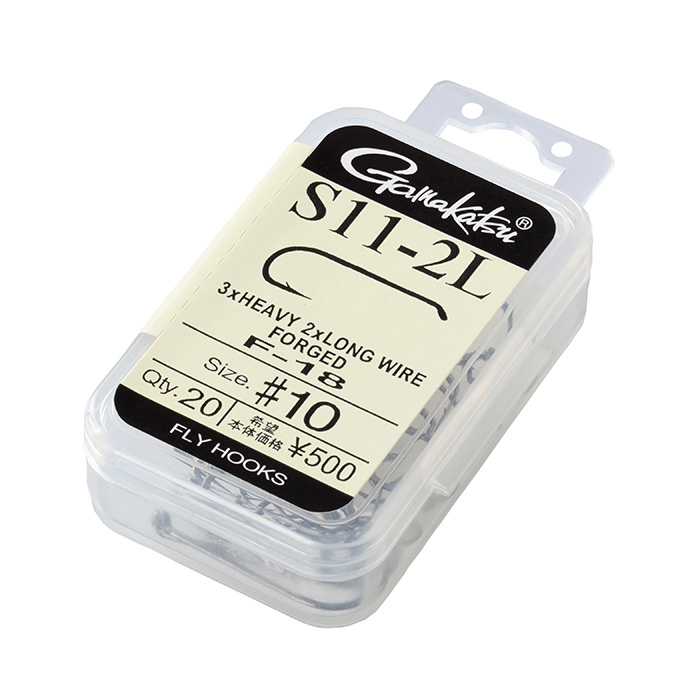 Gamakatsu®
S11-2L
3xHEAVY 2xLONG WIRE
FORGED
F-18
Size. #10
Qty. 20 希望本体価格 ¥500
FLY HOOKS